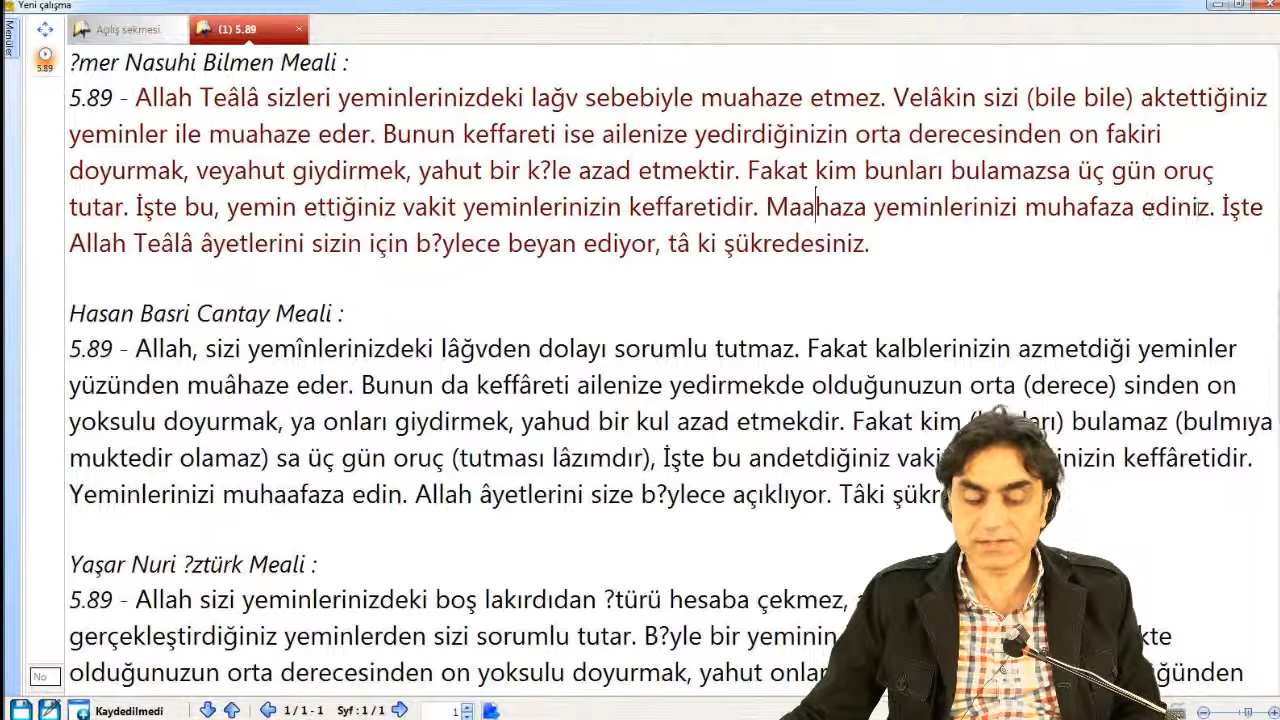 Yeni çalışma
Menüler
Açılış sekmesi
(1) 5.89
5.89
?mer Nasuhi Bilmen Meali :
5.89 - Allah Teâlâ sizleri yeminlerinizdeki lağv sebebiyle muahaze etmez. Velâkin sizi (bile bile) aktettiğiniz
yeminler ile muahaze eder. Bunun keffareti ise ailenize yedirdiğinizin orta derecesinden on fakiri
doyurmak, veyahut giydirmek, yahut bir k?le azad etmektir. Fakat kim bunları bulamazsa üç gün oruç
tutar. İşte bu, yemin ettiğiniz vakit yeminlerinizin keffaretidir. Maahaza yeminlerinizi muhafaza ediniz. İşte
Allah Teâlâ âyetlerini sizin için b?ylece beyan ediyor, tâ ki şükredesiniz.
Hasan Basri Cantay Meali :
5.89 - Allah, sizi yemînlerinizdeki lâğvden dolayı sorumlu tutmaz. Fakat kalblerinizin azmetdiği yeminler
yüzünden muâhaze eder. Bunun da keffâreti ailenize yedirmekde olduğunuzun orta (derece) sinden on
yoksulu doyurmak, ya onları giydirmek, yahud bir kul azad etmekdir. Fakat kim bulamaz (bulmıya
muktedir olamaz) sa üç gün oruç (tutması lâzımdır), İşte bu andetdiğiniz keffâretidir.
Yeminlerinizi muhaafaza edin. Allah âyetlerini size b?ylece açıklıyor. Tâki
Yaşar Nuri ?ztürk Meali :
5.89 - Allah sizi yeminlerinizdeki boş lakırdıdan ?türü hesaba çekmez,
gerçekleştirdiğiniz yeminlerden sizi sorumlu tutar. B?yle bir yeminin
olduğunuzun orta derecesinden on yoksulu doyurmak, yahut
No
Kaydedilmedi
1/1-1
Syf:1/1
1